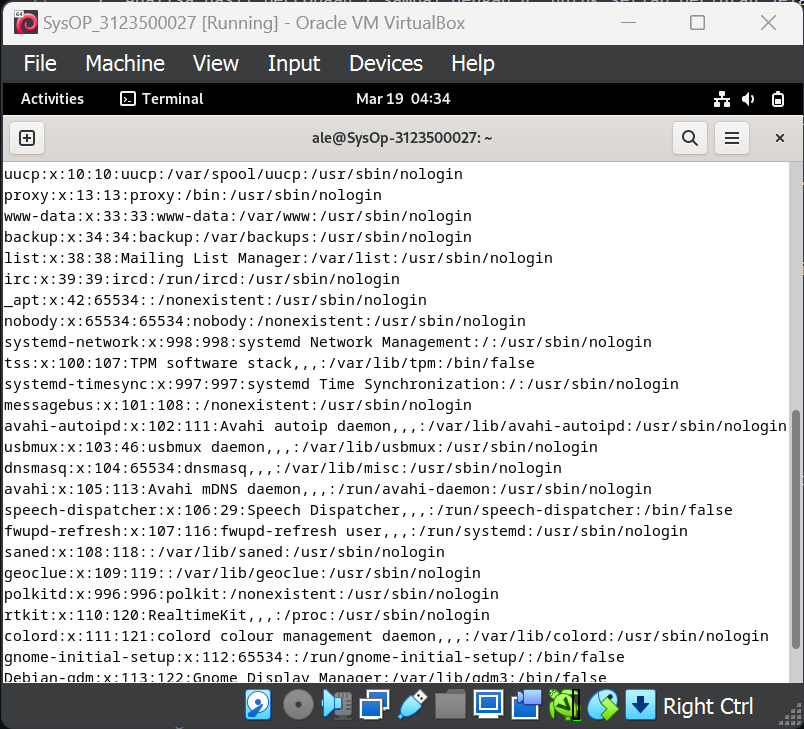 SysOP_3123500027 [Running] - Oracle VM VirtualBox
File Machine View Input Devices Help
Activities Terminal Mar 19 04:34
ale@SysOp-3123500027: ~
uucp:x:10:10:uucp:/var/spool/uucp:/usr/sbin/nologin
proxy:x:13:13:proxy:/bin:/usr/sbin/nologin
www-data:x:33:33:www-data:/var/www:/usr/sbin/nologin
backup:x:34:34:backup:/var/backups:/usr/sbin/nologin
list:x:38:38:Mailing List Manager:/var/list:/usr/sbin/nologin
irc:x:39:39:ircd:/run/ircd:/usr/sbin/nologin
_apt:x:42:65534::/nonexistent:/usr/sbin/nologin
nobody:x:65534:65534:nobody:/nonexistent:/usr/sbin/nologin
systemd-network:x:998:998:systemd Network Management:/:/usr/sbin/nologin
tss:x:100:107:TPM software stack,,,:/var/lib/tpm:/bin/false
systemd-timesync:x:997:997:systemd Time Synchronization:/:/usr/sbin/nologin
messagebus:x:101:108::/nonexistent:/usr/sbin/nologin
avahi-autoipd:x:102:111:Avahi autoip daemon,,,:/var/lib/avahi-autoipd:/usr/sbin/nologin
usbmux:x:103:46:usbmux daemon,,,:/var/lib/usbmux:/usr/sbin/nologin
dnsmasq:x:104:65534:dnsmasq,,,:/var/lib/misc:/usr/sbin/nologin
avahi:x:105:113:Avahi mDNS daemon,,,:/run/avahi-daemon:/usr/sbin/nologin
speech-dispatcher:x:106:29:Speech Dispatcher,,,:/run/speech-dispatcher:/bin/false
fwupd-refresh:x:107:116:fwupd-refresh user,,,:/run/systemd:/usr/sbin/nologin
saned:x:108:118::/var/lib/saned:/usr/sbin/nologin
geoclue:x:109:119::/var/lib/geoclue:/usr/sbin/nologin
polkitd:x:996:996:polkit:/nonexistent:/usr/sbin/nologin
rtkit:x:110:120:RealtimeKit,,,:/proc:/usr/sbin/nologin
colord:x:111:121:colord colour management daemon,,,:/var/lib/colord:/usr/sbin/nologin
gnome-initial-setup:x:112:65534::/run/gnome-initial-setup/:/bin/false
Debian-gdm:x:113:122:Gnome Display Manager:/var/lib/gdm3:/bin/false
Right Ctrl